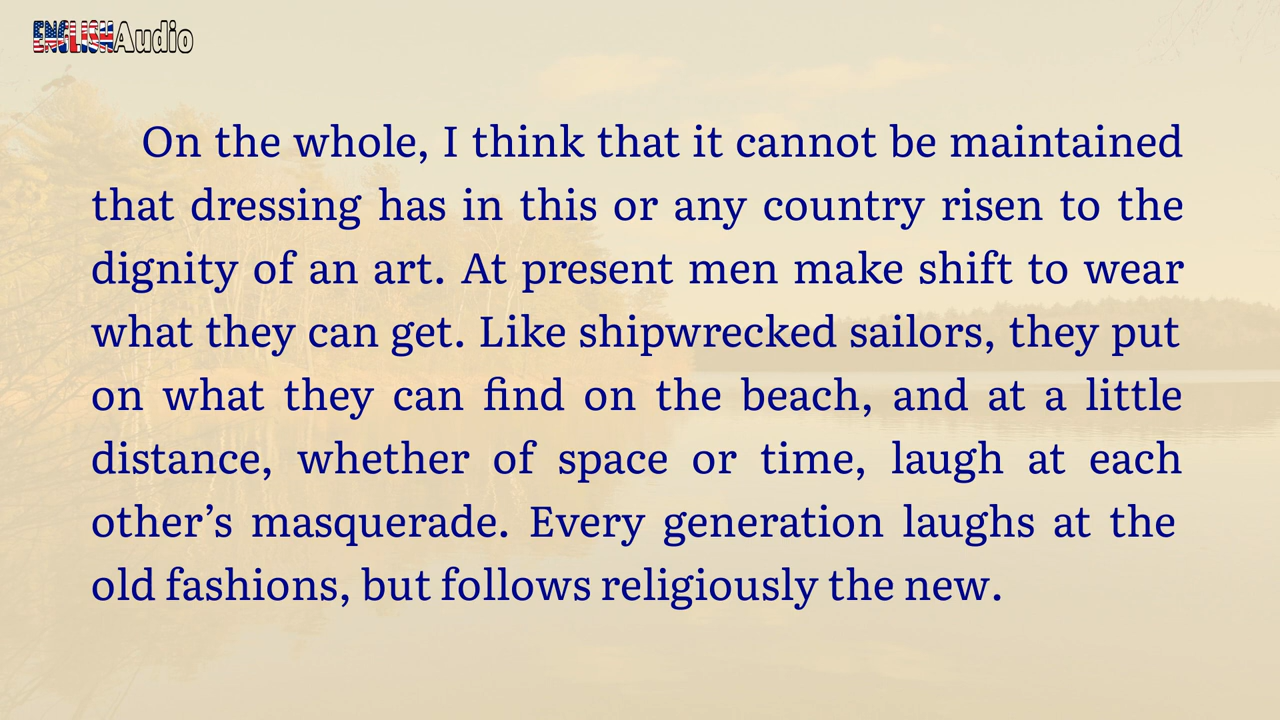 ENGLISHAudio
On the whole, I think that it cannot be maintained
that dressing has in this or any country risen to the
dignity of an art. At present men make shift to wear
what they can get. Like shipwrecked sailors, they put
on what they can find on the beach, and at a little
distance, whether of space or time, laugh at each
other’s masquerade. Every generation laughs at the
old fashions, but follows religiously the new.